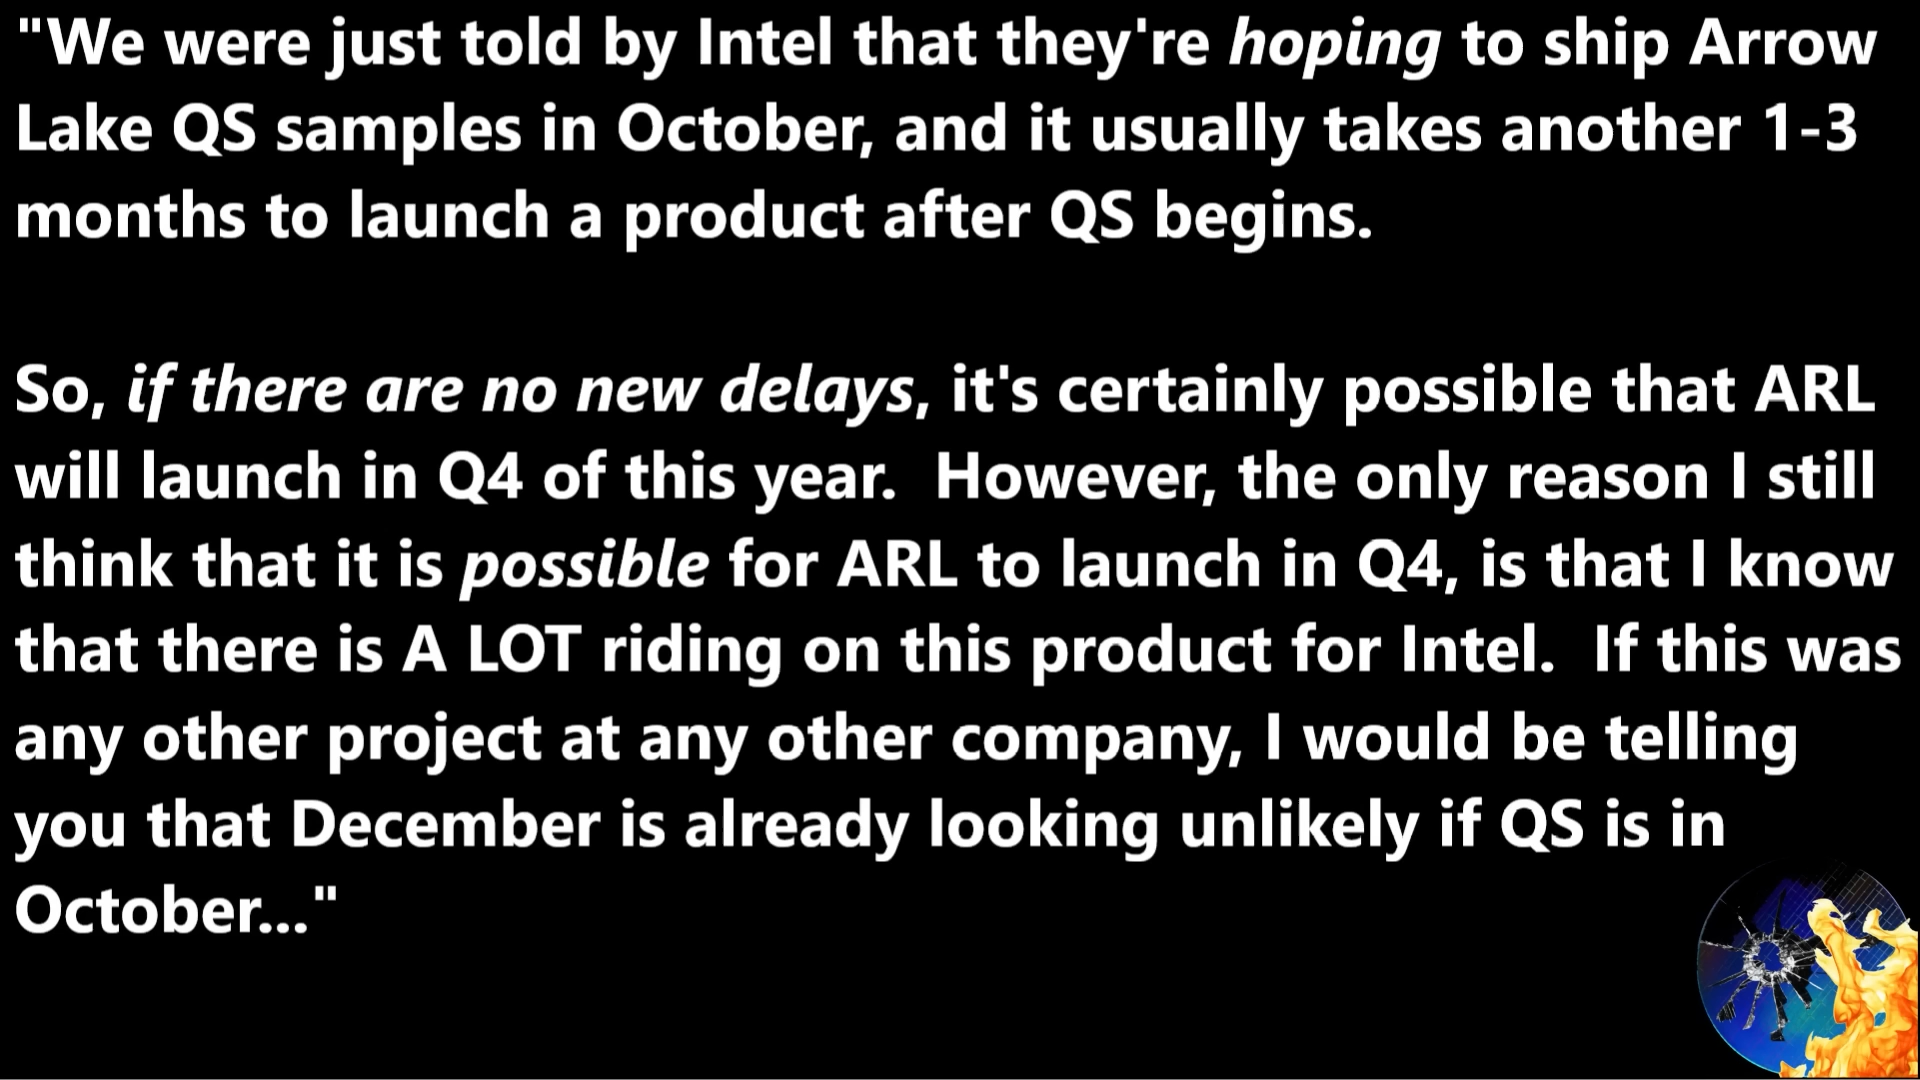 "We were just told by Intel that they're hoping to ship Arrow
Lake QS samples in October, and it usually takes another 1-3
months to launch a product after QS begins.
So, if there are no new delays, it's certainly possible that ARL
will launch in Q4 of this year.  However, the only reason I still
think that it is possible for ARL to launch in Q4, is that I know
that there is A LOT riding on this product for Intel.  If this was
any other project at any other company, I would be telling
you that December is already looking unlikely if QS is in
October..."